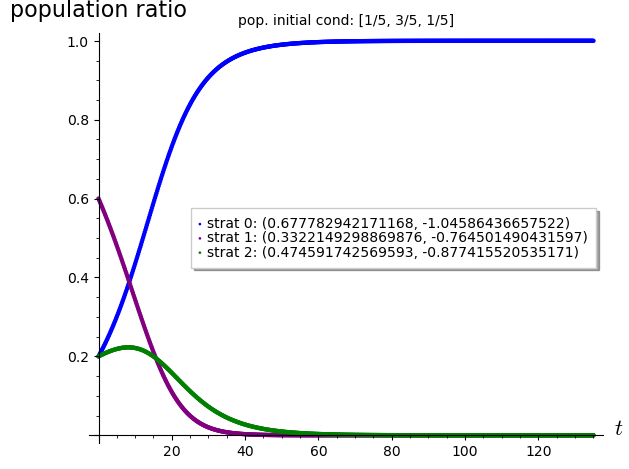 population ratio
pop. initial cond: [1/5, 3/5, 1/5]
1.0
0.8
0.6
strat 0: (0.677782942171168, -1.04586436657522)
strat 1: (0.3322149298869876, -0.764501490431597)
strat 2: (0.474591742569593, -0.877415520535171)
0.4
0.2
t
20 40 60 80 100 120